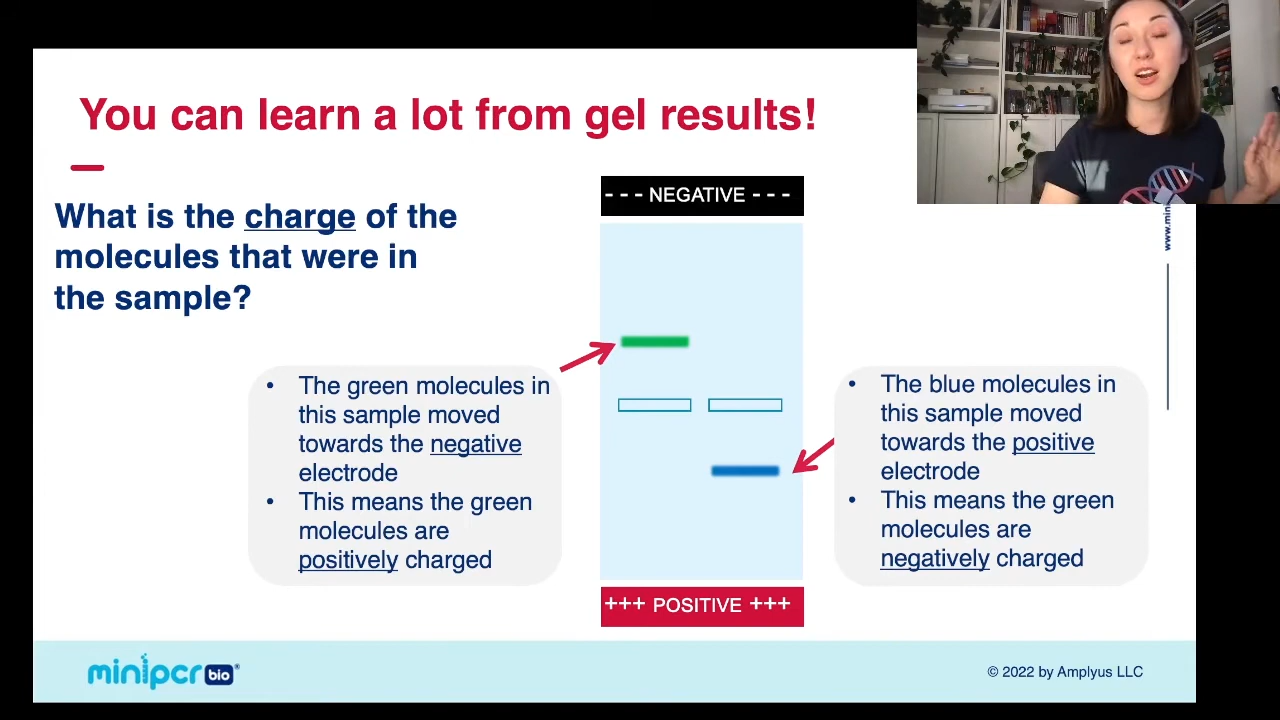 You can learn a lot from gel results!
What is the charge of the
molecules that were in
the sample?
- - - NEGATIVE - - -
• The green molecules in
this sample moved
towards the negative
electrode
• This means the green
molecules are
positively charged
• The blue molecules in
this sample moved
towards the positive
electrode
• This means the green
molecules are
negatively charged
+++ POSITIVE +++
www.mini
minipcr bio®
© 2022 by Amplyus LLC